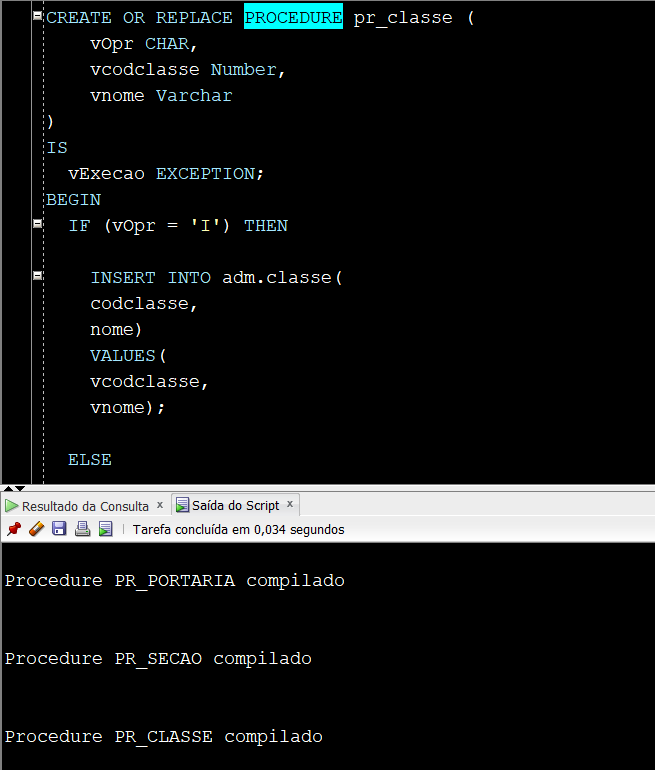 CREATE OR REPLACE PROCEDURE pr_classe (
vOpr CHAR,
vcodclasse Number,
vnome Varchar
)
IS
vExecao EXCEPTION;
BEGIN
IF (vOpr = 'I') THEN
INSERT INTO adm.classe(
codclasse,
nome)
VALUES(
vcodclasse,
vnome);
ELSE
Resultado da Consulta x Saída do Script x
Tarefa concluída em 0,034 segundos
Procedure PR_PORTARIA compilado
Procedure PR_SECAO compilado
Procedure PR_CLASSE compilado